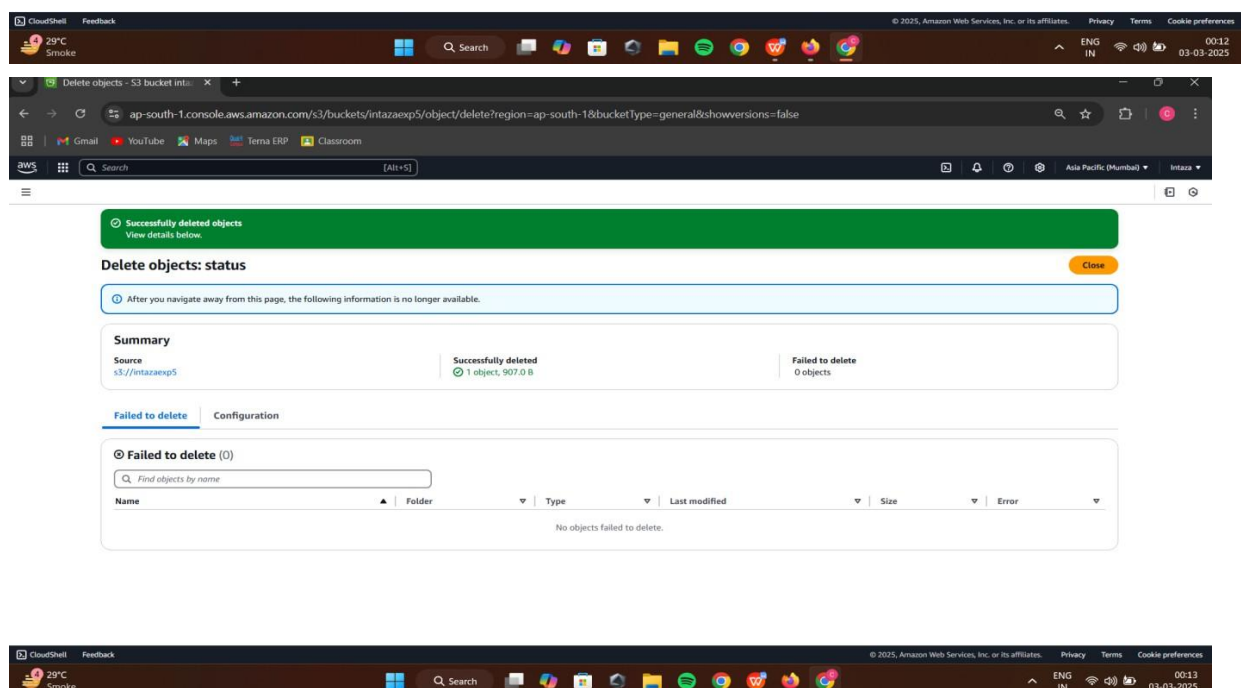 CloudShell Feedback © 2025, Amazon Web Services, Inc. or its affiliates. Privacy Terms Cookie preferences
4 29°C Search ENG 00:12
Smoke IN 03-03-2025
Delete objects - S3 bucket inta
ap-south-1.console.aws.amazon.com/s3/buckets/intazaexp5/object/delete?region=ap-south-1&bucketType=general&showversions=false
Gmail YouTube Maps Terna ERP Classroom
aws Search [Alt+S] Asia Pacific (Mumbai) Intaza
Successfully deleted objects
View details below.
Delete objects: status Close
After you navigate away from this page, the following information is no longer available.
Summary
Source Successfully deleted Failed to delete
s3://intazaexp5 1 object, 907.0 B 0 objects
Failed to delete Configuration
Failed to delete (0)
Find objects by name
Name Folder Type Last modified Size Error
No objects failed to delete.
CloudShell Feedback © 2025, Amazon Web Services, Inc. or its affiliates. Privacy Terms Cookie preferences
4 29°C Search ENG 00:13
Smoke IN 03-03-2025